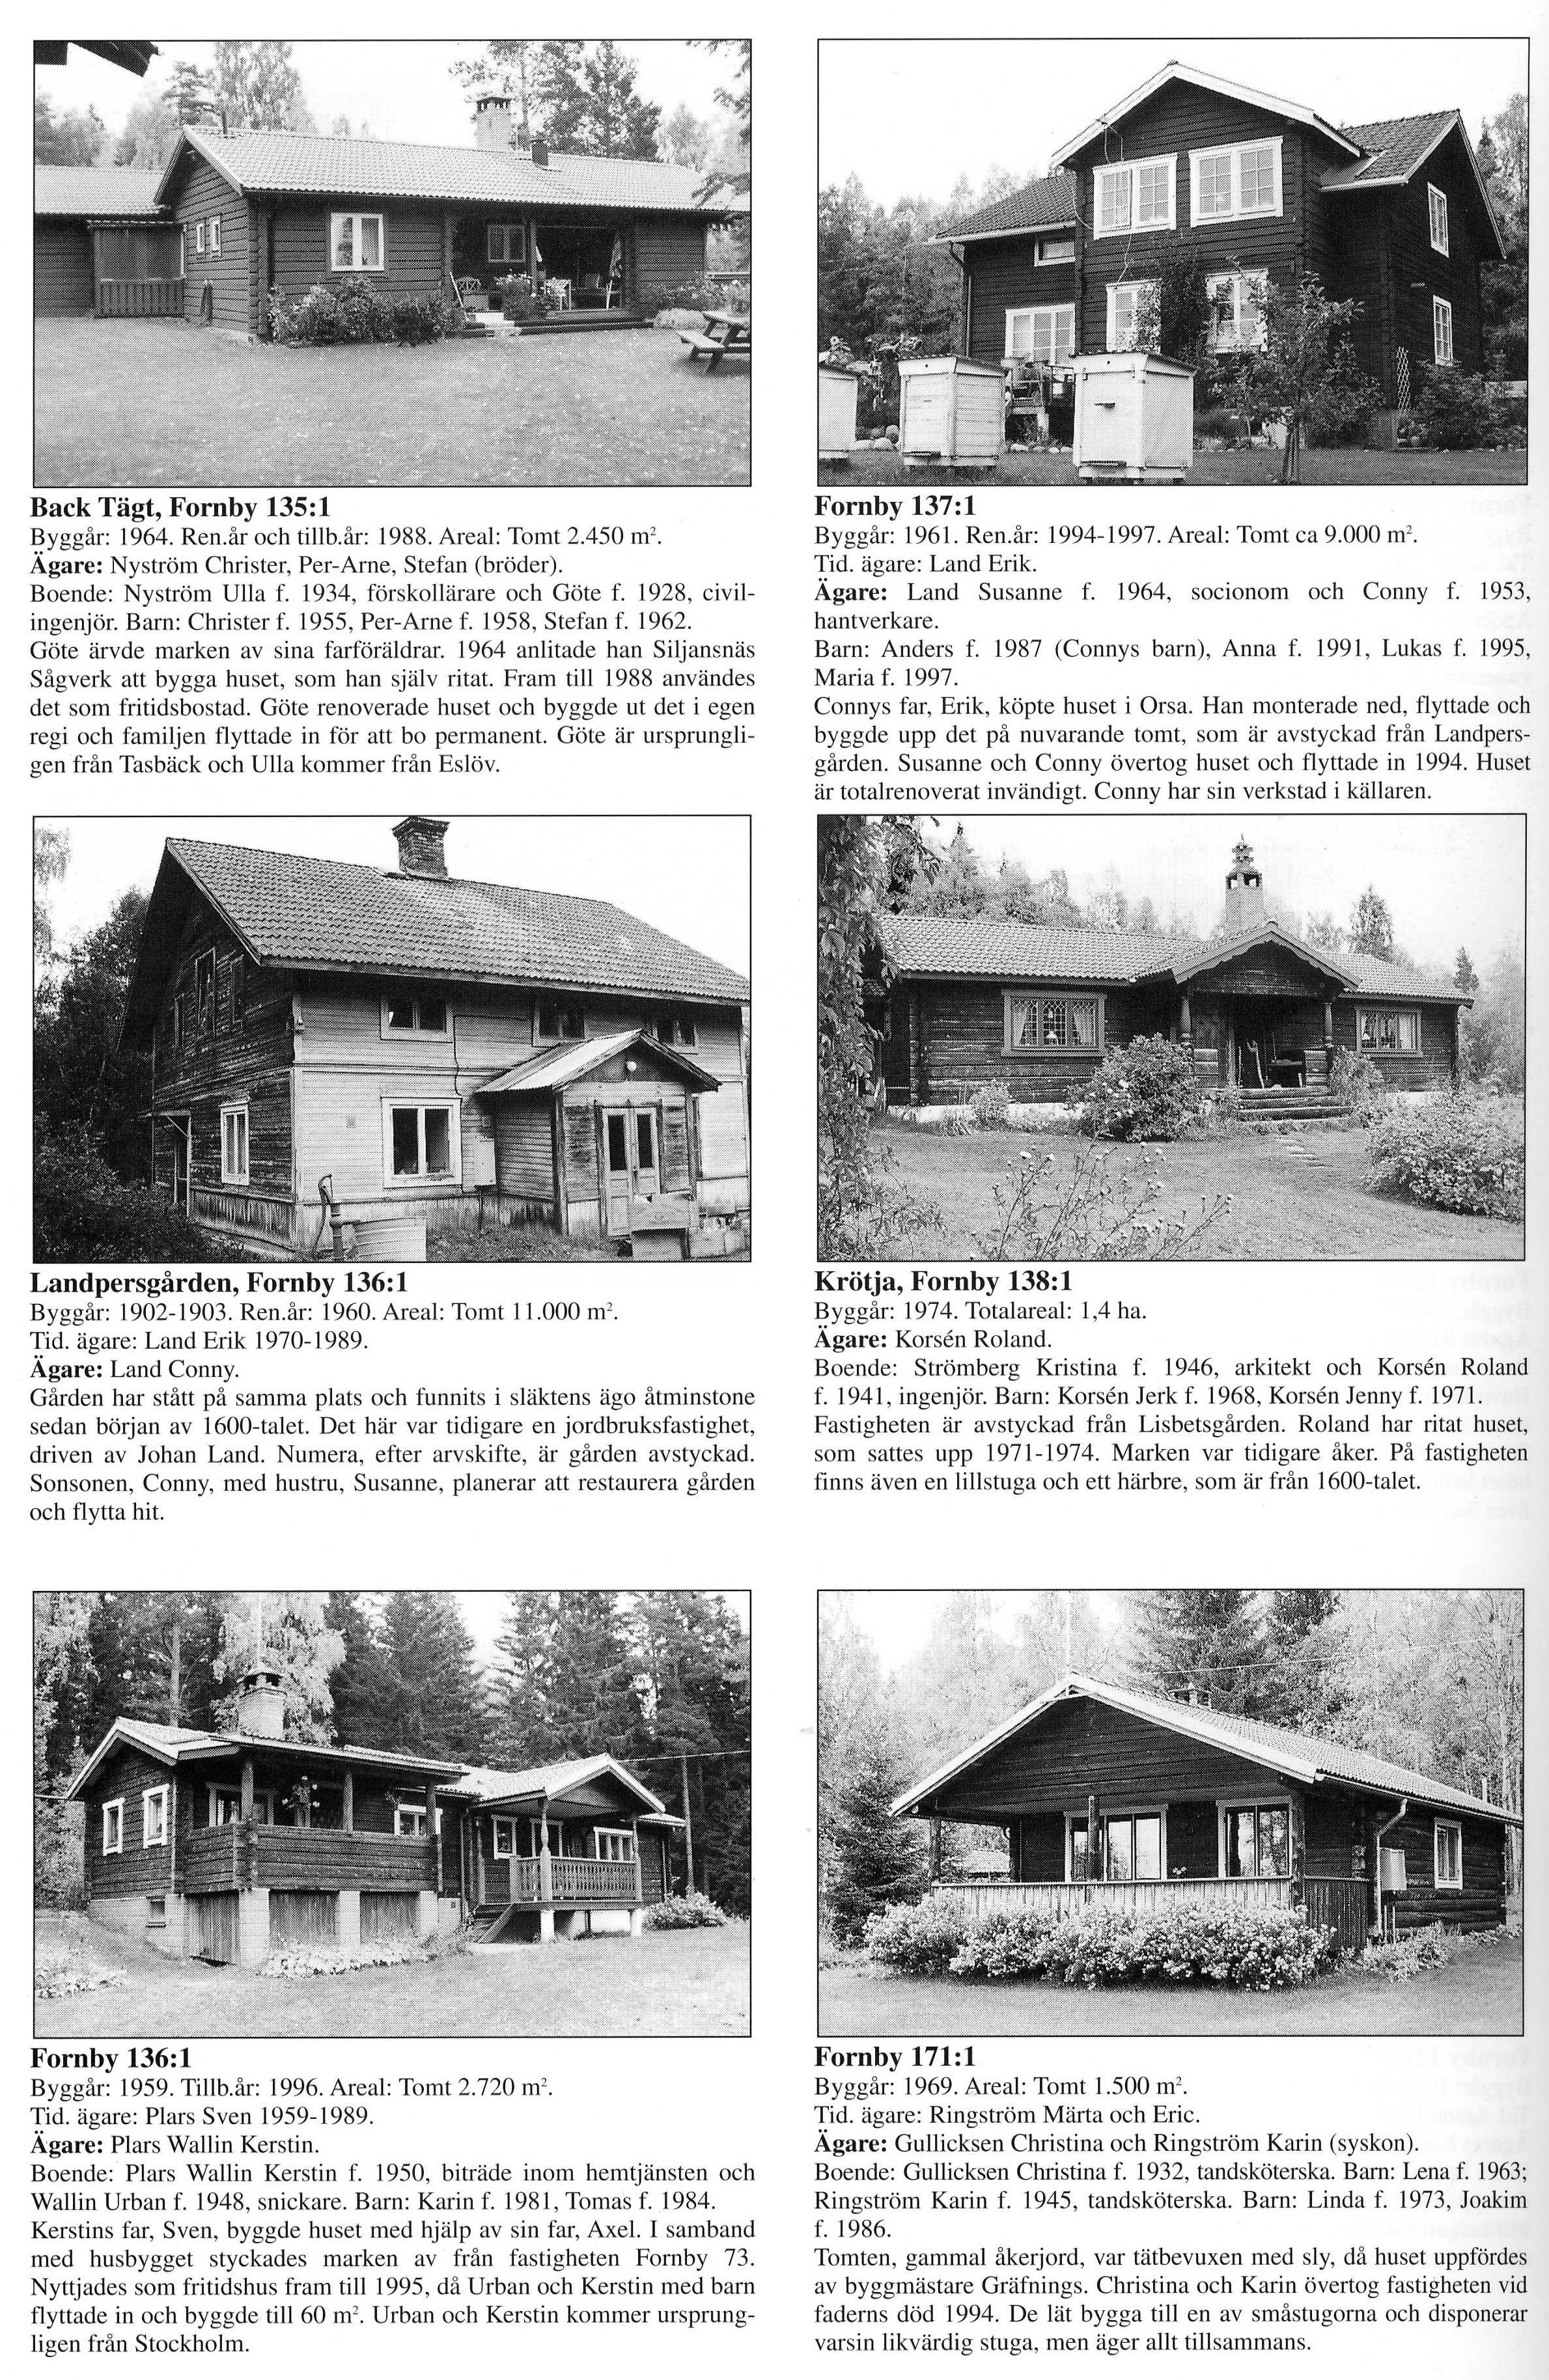 Back Tägt, Fornby 135:1
Byggår: 1964. Ren.år och tillb.år: 1988. Areal: Tomt 2.450 m².
Ägare: Nyström Christer, Per-Arne, Stefan (bröder).
Boende: Nyström Ulla f. 1934, förskollärare och Göte f. 1928, civil-
ingenjör. Barn: Christer f. 1955, Per-Arne f. 1958, Stefan f. 1962.
Göte ärvde marken av sina farföräldrar. 1964 anlitade han Siljansnäs
Sågverk att bygga huset, som han själv ritat. Fram till 1988 användes
det som fritidsbostad. Göte renoverade huset och byggde ut det i egen
regi och familjen flyttade in för att bo permanent. Göte är ursprungli-
gen från Tasbäck och Ulla kommer från Eslöv.
Landpersgården, Fornby 136:1
Byggår: 1902-1903. Ren.år: 1960. Areal: Tomt 11.000 m².
Tid. ägare: Land Erik 1970-1989.
Ägare: Land Conny.
Gården har stått på samma plats och funnits i släktens ägo åtminstone
sedan början av 1600-talet. Det här var tidigare en jordbruksfastighet,
driven av Johan Land. Numera, efter arvskifte, är gården avstyckad.
Sonsonen, Conny, med hustru, Susanne, planerar att restaurera gården
och flytta hit.
Fornby 136:1
Byggår: 1959. Tillb.år: 1996. Areal: Tomt 2.720 m².
Tid. ägare: Plars Sven 1959-1989.
Ägare: Plars Wallin Kerstin.
Boende: Plars Wallin Kerstin f. 1950, biträde inom hemtjänsten och
Wallin Urban f. 1948, snickare. Barn: Karin f. 1981, Tomas f. 1984.
Kerstins far, Sven, byggde huset med hjälp av sin far, Axel. I samband
med husbygget styckades marken av från fastigheten Fornby 73.
Nyttjades som fritidshus fram till 1995, då Urban och Kerstin med barn
flyttade in och byggde till 60 m². Urban och Kerstin kommer ursprung-
ligen från Stockholm.
Fornby 137:1
Byggår: 1961. Ren.år: 1994-1997. Areal: Tomt ca 9.000 m².
Tid. ägare: Land Erik.
Ägare: Land Susanne f. 1964, socionom och Conny f. 1953,
hantverkare.
Barn: Anders f. 1987 (Connys barn), Anna f. 1991, Lukas f. 1995,
Maria f. 1997.
Connys far, Erik, köpte huset i Orsa. Han monterade ned, flyttade och
byggde upp det på nuvarande tomt, som är avstyckad från Landpers-
gården. Susanne och Conny övertog huset och flyttade in 1994. Huset
är totalrenoverat invändigt. Conny har sin verkstad i källaren.
Krötja, Fornby 138:1
Byggår: 1974. Totalareal: 1,4 ha.
Ägare: Korsén Roland.
Boende: Strömberg Kristina f. 1946, arkitekt och Korsén Roland
f. 1941, ingenjör. Barn: Korsén Jerk f. 1968, Korsén Jenny f. 1971.
Fastigheten är avstyckad från Lisbetsgården. Roland har ritat huset,
som sattes upp 1971-1974. Marken var tidigare åker. På fastigheten
finns även en lillstuga och ett härbre, som är från 1600-talet.
Fornby 171:1
Byggår: 1969. Areal: Tomt 1.500 m².
Tid. ägare: Ringström Märta och Eric.
Ägare: Gullicksen Christina och Ringström Karin (syskon).
Boende: Gullicksen Christina f. 1932, tandsköterska. Barn: Lena f. 1963;
Ringström Karin f. 1945, tandsköterska. Barn: Linda f. 1973, Joakim
f. 1986.
Tomten, gammal åkerjord, var tätbevuxen med sly, då huset uppfördes
av byggmästare Gräfnings. Christina och Karin övertog fastigheten vid
faderns död 1994. De lät bygga till en av småstugorna och disponerar
varsin likvärdig stuga, men äger allt tillsammans.